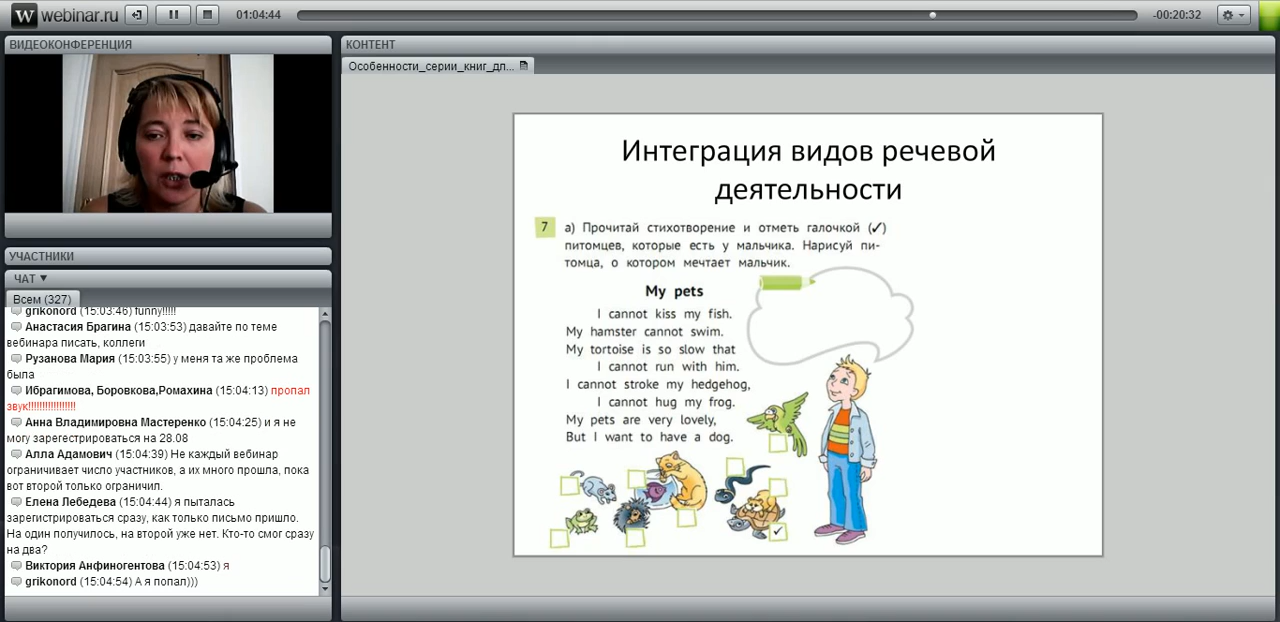 webinar.ru
01:04:44
-00:20:32
ВИДЕОКОНФЕРЕНЦИЯ
УЧАСТНИКИ
ЧАТ ▼
Всем (327)
grikonord (15:03:46) funny!!!!!
Анастасия Брагина (15:03:53) давайте по теме
вебинара писать, коллеги
Рузанова Мария (15:03:55) у меня та же проблема
была
Ибрагимова, Боровкова,Ромахина (15:04:13) пропал
звук!!!!!!!!!!!!!!!!!
Анна Владимировна Мастеренко (15:04:25) и я не
могу зарегестрироваться на 28.08
Алла Адамович (15:04:39) Не каждый вебинар
ограничивает число участников, а их много прошла, пока
вот второй только ограничил.
Елена Лебедева (15:04:44) я пыталась
зарегистрироваться сразу, как только письмо пришло.
На один получилось, на второй уже нет. Кто-то смог сразу
на два?
Виктория Анфиногентова (15:04:53) я
grikonord (15:04:54) А я попал)))
КОНТЕНТ
Особенности_серии_книг_дл...
Интеграция видов речевой
деятельности
7 а) Прочитай стихотворение и отметь галочкой (✓)
питомцев, которые есть у мальчика. Нарисуй пи-
томца, о котором мечтает мальчик.
My pets
I cannot kiss my fish.
My hamster cannot swim.
My tortoise is so slow that
I cannot run with him.
I cannot stroke my hedgehog,
I cannot hug my frog.
My pets are very lovely,
But I want to have a dog.